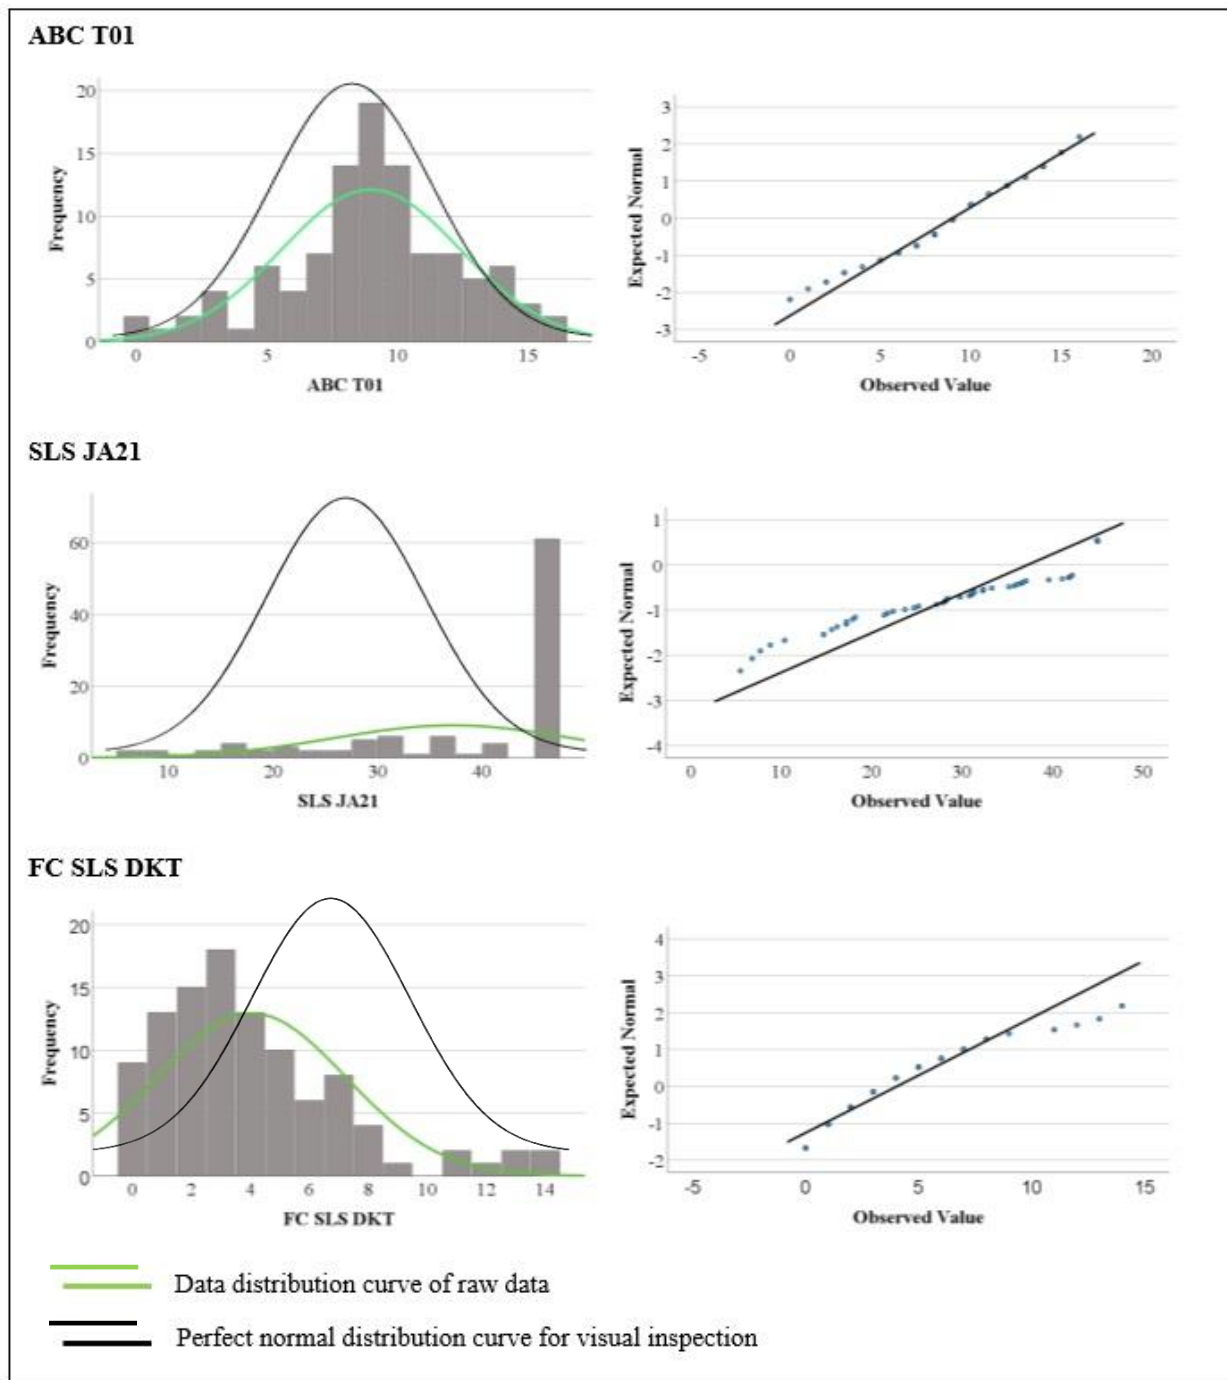 ABC T01
20
15
10
5
0
Frequency
0 5 10 15
ABC T01
3
2
1
0
-1
-2
-3
Expected Normal
-5 0 5 10 15 20
Observed Value
SLS JA21
60
40
20
0
Frequency
10 20 30 40
SLS JA21
1
0
-1
-2
-3
-4
Expected Normal
0 10 20 30 40 50
Observed Value
FC SLS DKT
20
15
10
5
0
Frequency
0 2 4 6 8 10 12 14
FC SLS DKT
4
3
2
1
0
-1
-2
Expected Normal
-5 0 5 10 15
Observed Value
Data distribution curve of raw data
Perfect normal distribution curve for visual inspection